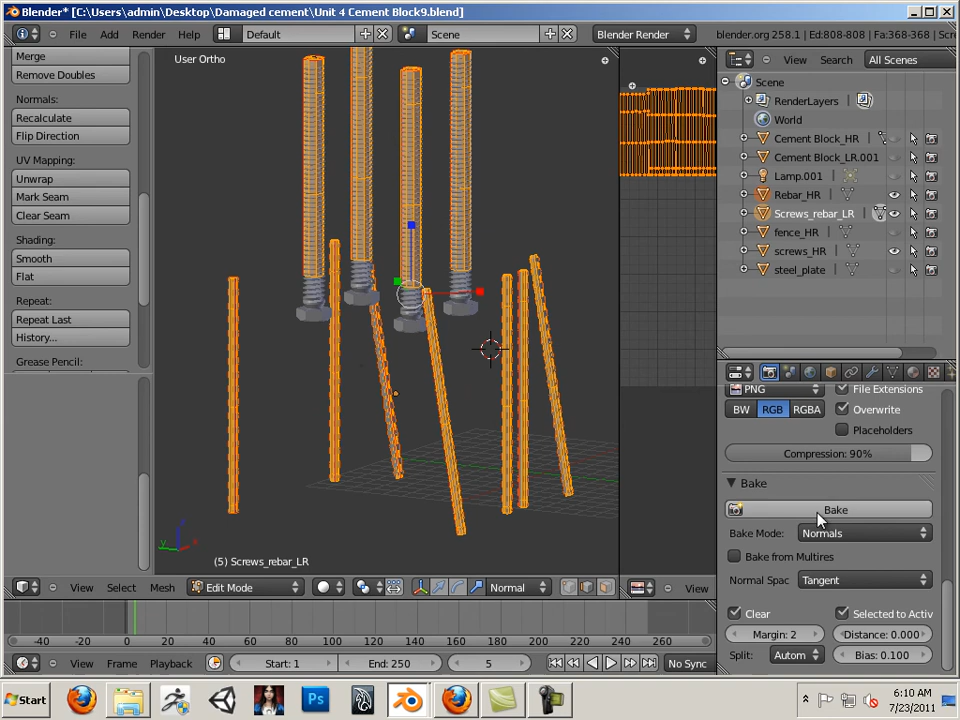 Blender* [C:\Users\admin\Desktop\Damaged cement\Unit 4 Cement Block9.blend]
File Add Render Help Default Scene Blender Render blender.org 258.1 | Ed:808-808 | Fa:368-368 | Scr
Merge
Remove Doubles
Normals:
Recalculate
Flip Direction
UV Mapping:
Unwrap
Mark Seam
Clear Seam
Shading:
Smooth
Flat
Repeat:
Repeat Last
History...
Grease Pencil:
User Ortho
(5) Screws_rebar_LR
View Select Mesh Edit Mode Normal
View
View Search All Scenes
Scene
RenderLayers
World
Cement Block_HR
Cement Block_LR.001
Lamp.001
Rebar_HR
Screws_rebar_LR
fence_HR
screws_HR
steel_plate
PNG File Extensions
BW RGB RGBA Overwrite
Placeholders
Compression: 90%
Bake
Bake
Bake Mode: Normals
Bake from Multires
Normal Spac Tangent
Clear Selected to Activ
Margin: 2 Distance: 0.000
Split: Autom Bias: 0.100
-40 -20 0 20 40 60 80 100 120 140 160 180 200 220 240 260
View Frame Playback Start: 1 End: 250 5 No Sync
Start Ps 6:10 AM
7/23/2011